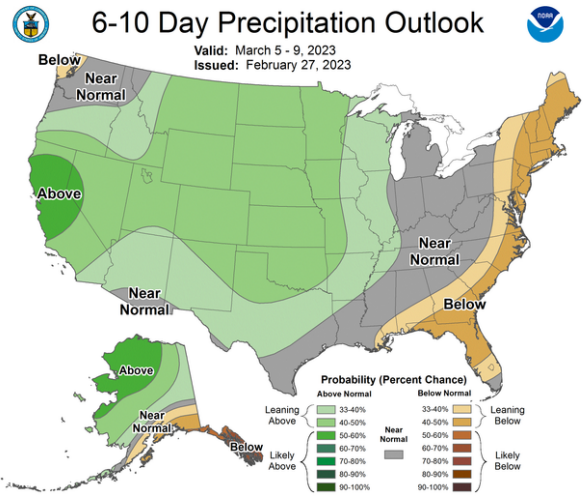 6-10 Day Precipitation Outlook
NOAA
Valid: March 5 - 9, 2023
Issued: February 27, 2023
Below
Near
Normal
Above
Near
Normal
Near
Normal
Below
Above
Near
Normal
Below
Probability (Percent Chance)
Above Normal
Below Normal
Leaning
Above
33-40%
40-50%
Likely
Above
50-60%
60-70%
70-80%
80-90%
90-100%
Near
Normal
33-40%
40-50%
Leaning
Below
50-60%
60-70%
70-80%
80-90%
90-100%
Likely
Below